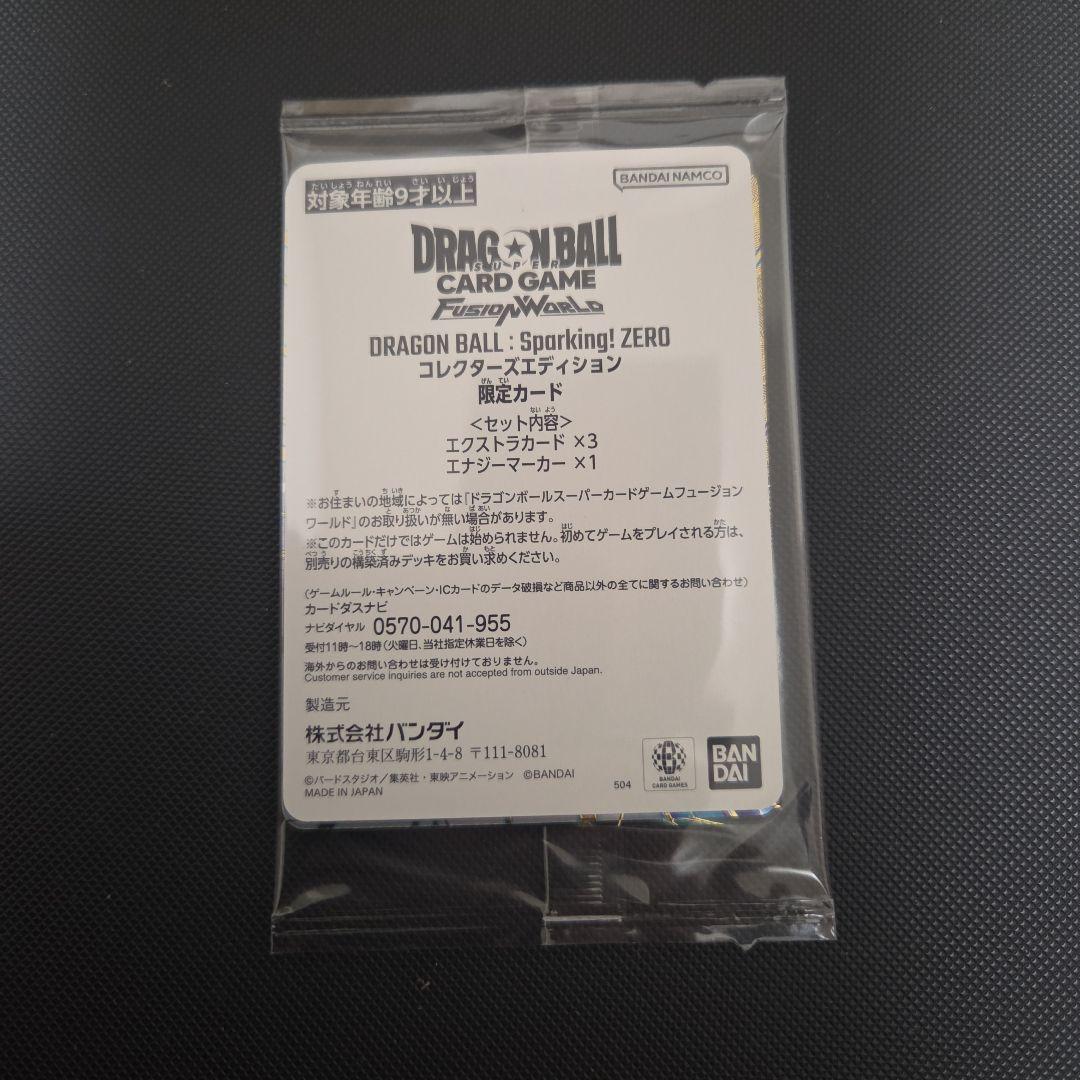 対象年齢9才以上
BANDAI NAMCO
DRAGON BALL
SUPER
CARD GAME
FUSION WORLD
DRAGON BALL : Sparking! ZERO
コレクターズエディション
限定カード
<セット内容>
エクストラカード ×3
エナジーマーカー ×1
※お住まいの地域によっては「ドラゴンボールスーパーカードゲームフュージョン
ワールド」のお取り扱いが無い場合があります。
※このカードだけではゲームは始められません。初めてゲームをプレイされる方は、
別売りの構築済みデッキをお買い求めください。
(ゲームルール・キャンペーン・ICカードのデータ破損など商品以外の全てに関するお問い合わせ)
カードダスナビ
ナビダイヤル 0570-041-955
受付11時~18時(火曜日、当社指定休業日を除く)
海外からのお問い合わせは受け付けておりません。
Customer service inquiries are not accepted from outside Japan.
製造元
株式会社バンダイ
東京都台東区駒形1-4-8 〒111-8081
©バードスタジオ/集英社・東映アニメーション ©BANDAI
MADE IN JAPAN
504
BANDAI
CARD GAMES
BAN
DAI